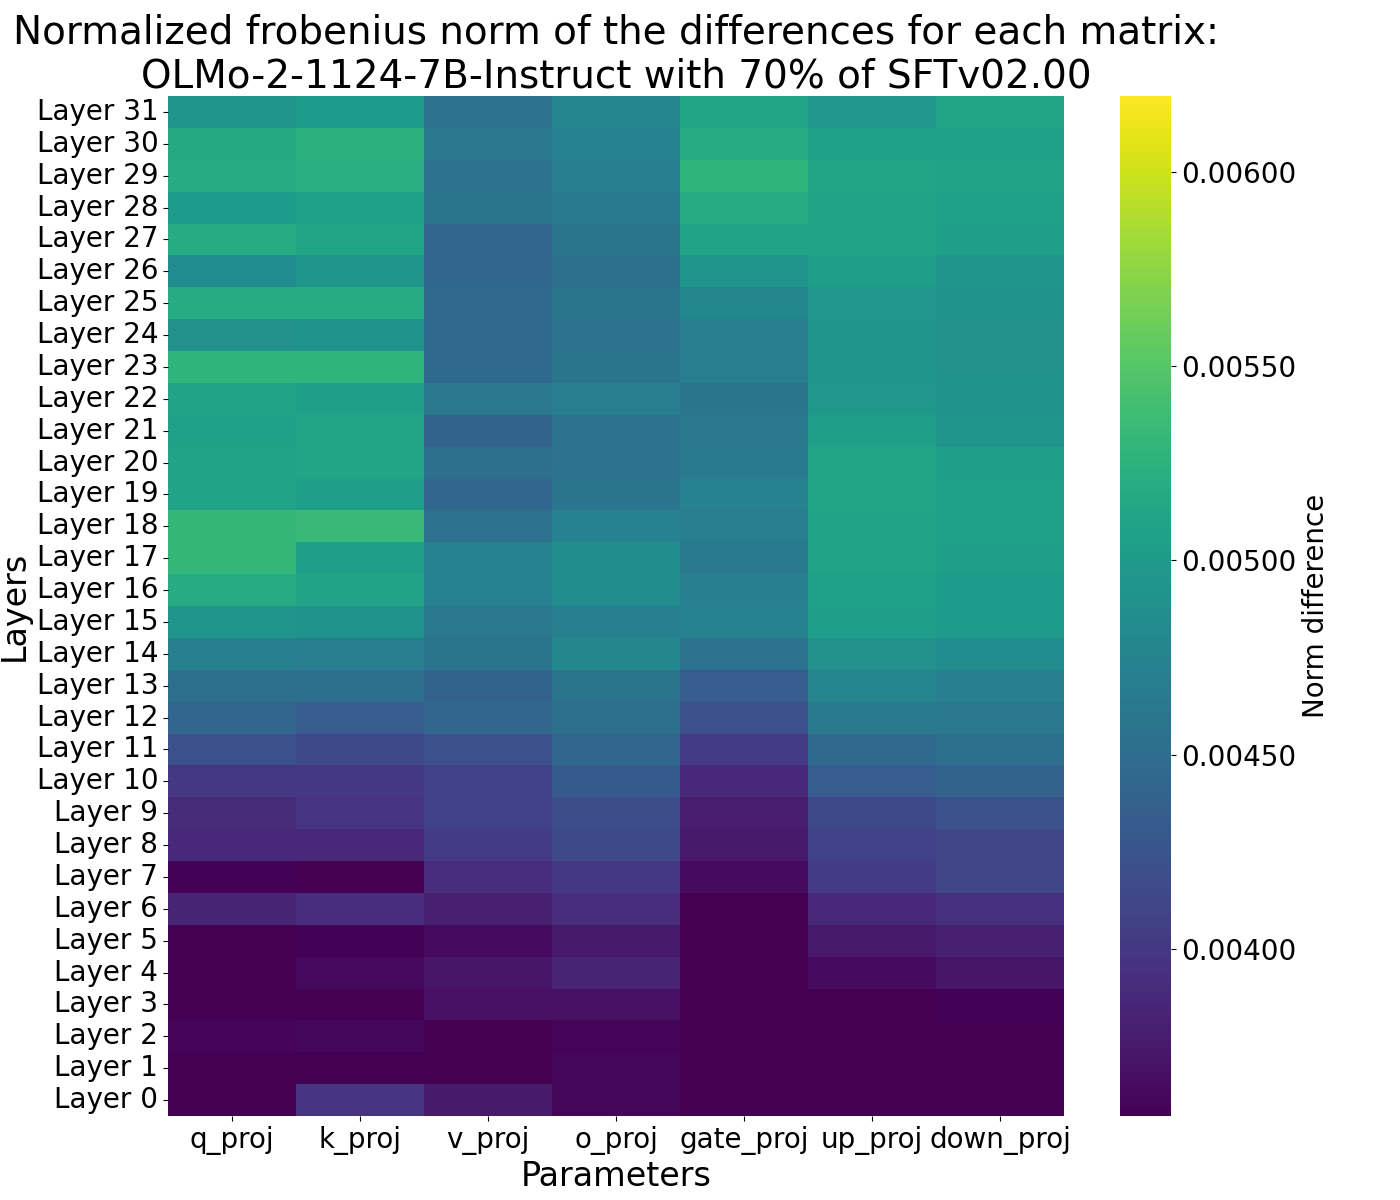 Normalized frobenius norm of the differences for each matrix:
OLMo-2-1124-7B-Instruct with 70% of SFTv02.00
Layers
Layer 31
Layer 30
Layer 29
Layer 28
Layer 27
Layer 26
Layer 25
Layer 24
Layer 23
Layer 22
Layer 21
Layer 20
Layer 19
Layer 18
Layer 17
Layer 16
Layer 15
Layer 14
Layer 13
Layer 12
Layer 11
Layer 10
Layer 9
Layer 8
Layer 7
Layer 6
Layer 5
Layer 4
Layer 3
Layer 2
Layer 1
Layer 0
q_proj k_proj v_proj o_proj gate_proj up_proj down_proj
Parameters
0.00600
0.00550
0.00500
0.00450
0.00400
Norm difference